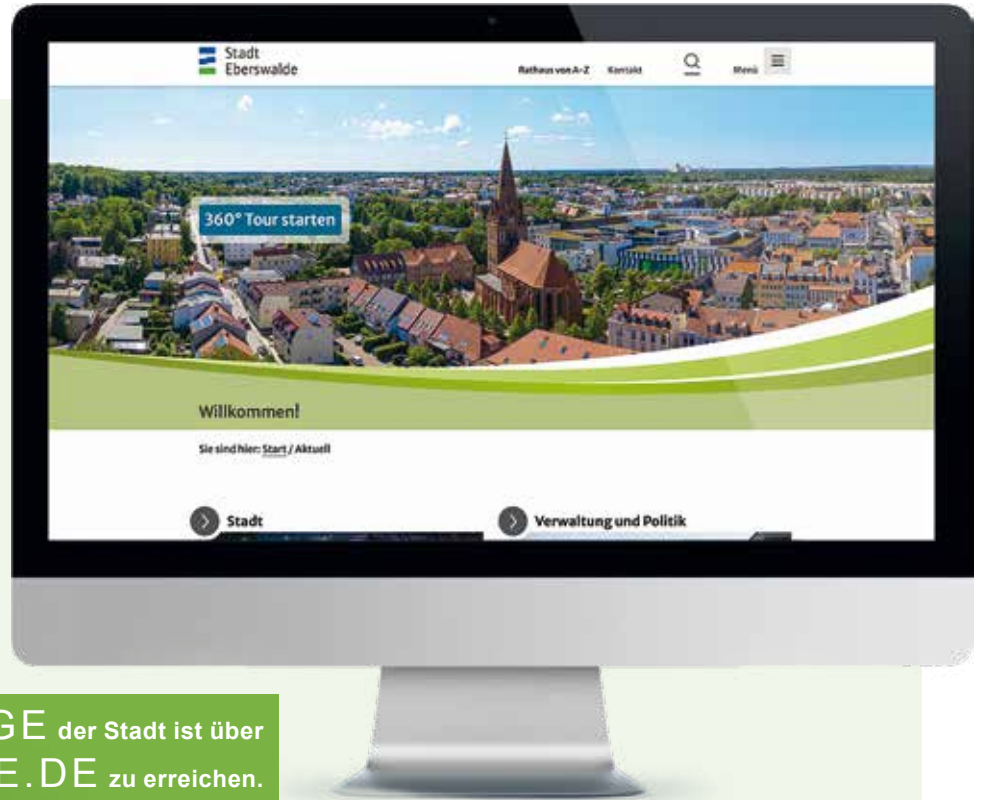 Stadt
Eberswalde
Rathaus von A-Z Kontakt Menü
360° Tour starten
Willkommen!
Sie sind hier: Start / Aktuell
Stadt Verwaltung und Politik
GE der Stadt ist über
E.DE zu erreichen.